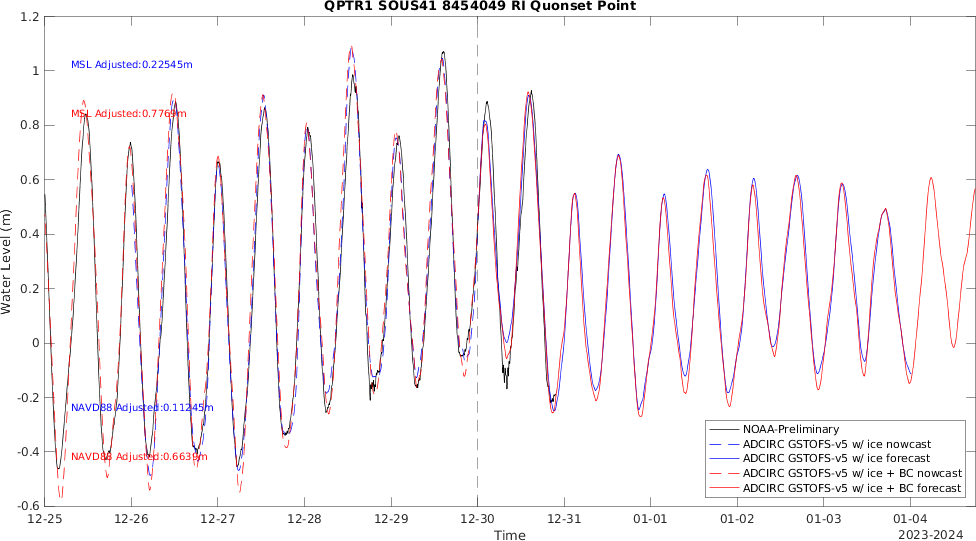 QPTR1 SOUS41 8454049 RI Quonset Point
1.2
1
0.8
0.6
0.4
0.2
0
-0.2
-0.4
-0.6
Water Level (m)
MSL Adjusted:0.22545m
MSL Adjusted:0.7769m
NAVD88 Adjusted:0.11245m
NAVD88 Adjusted:0.6639m
NOAA-Preliminary
ADCIRC GSTOFS-v5 w/ ice nowcast
ADCIRC GSTOFS-v5 w/ ice forecast
ADCIRC GSTOFS-v5 w/ ice + BC nowcast
ADCIRC GSTOFS-v5 w/ ice + BC forecast
12-25 12-26 12-27 12-28 12-29 12-30 12-31 01-01 01-02 01-03 01-04
Time
2023-2024